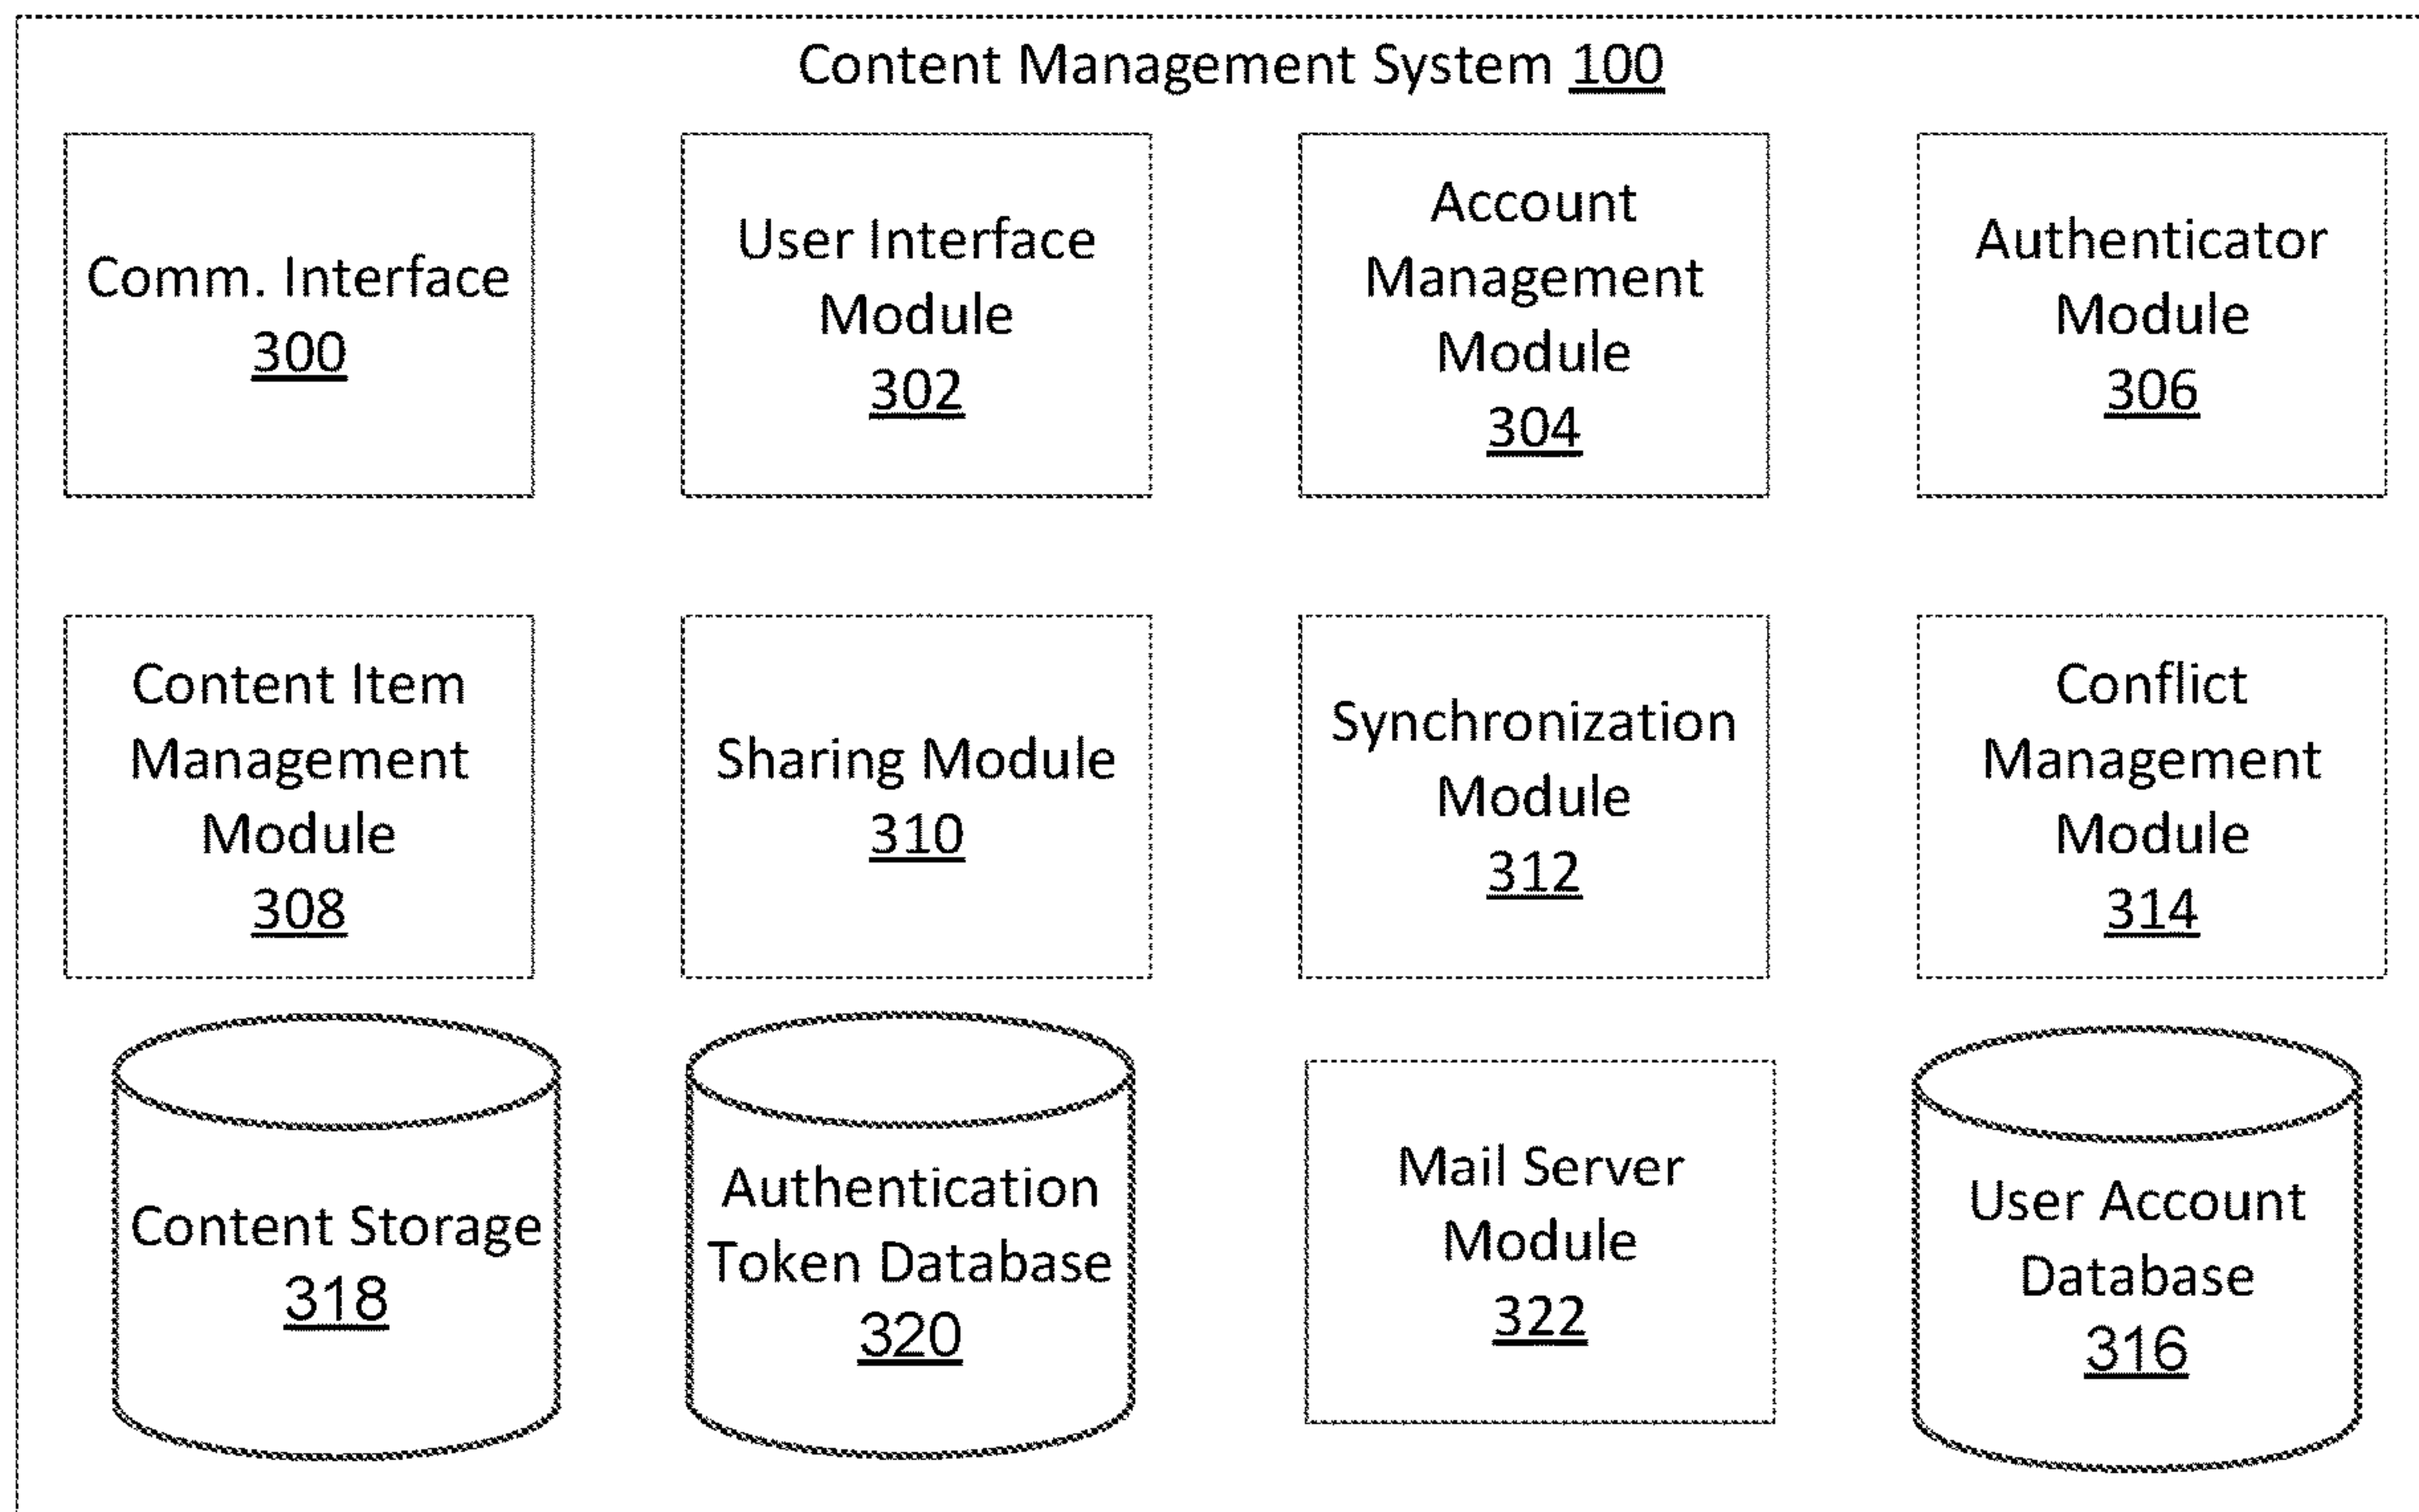 Content Management System 100
Comm. Interface
300
User Interface
Module
302
Account
Management
Module
304
Authenticator
Module
306
Content Item
Management
Module
308
Sharing Module
310
Synchronization
Module
312
Conflict
Management
Module
314
Content Storage
318
Authentication
Token Database
320
Mail Server
Module
322
User Account
Database
316